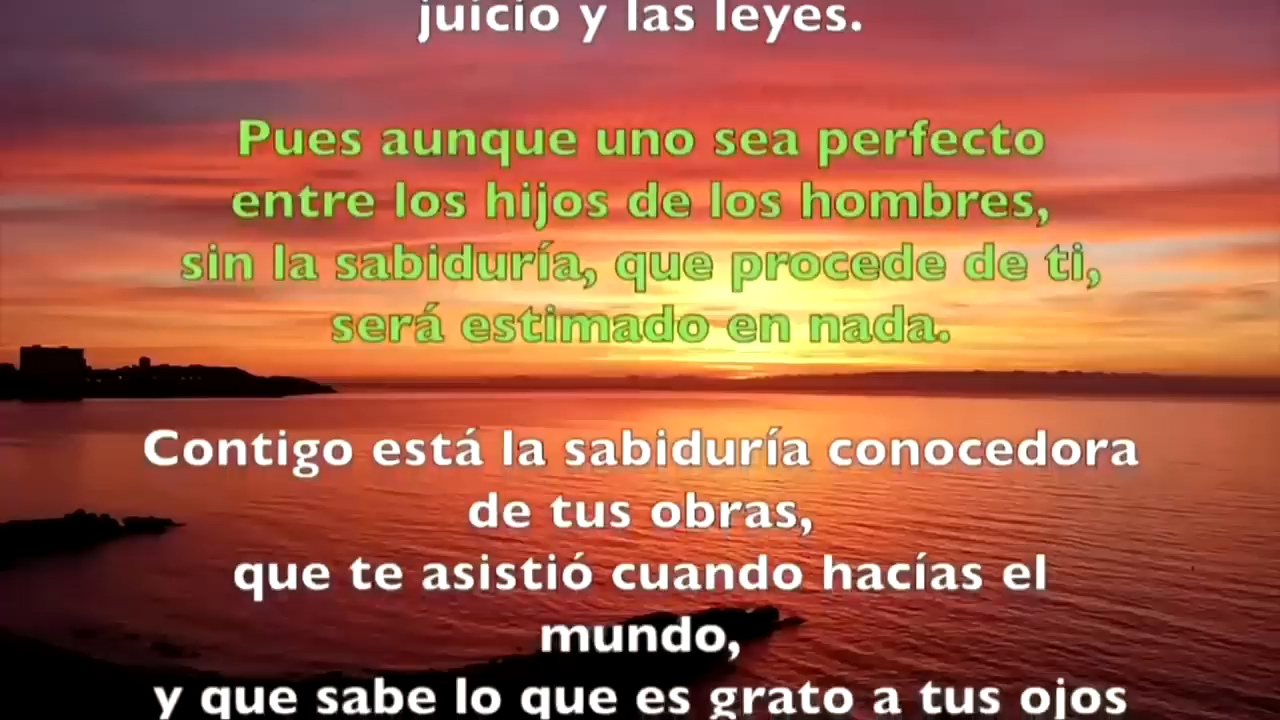 juicio y las leyes.
Pues aunque uno sea perfecto
entre los hijos de los hombres,
sin la sabiduría, que procede de ti,
será estimado en nada.
Contigo está la sabiduría conocedora
de tus obras,
que te asistió cuando hacías el
mundo,
y que sabe lo que es grato a tus ojos